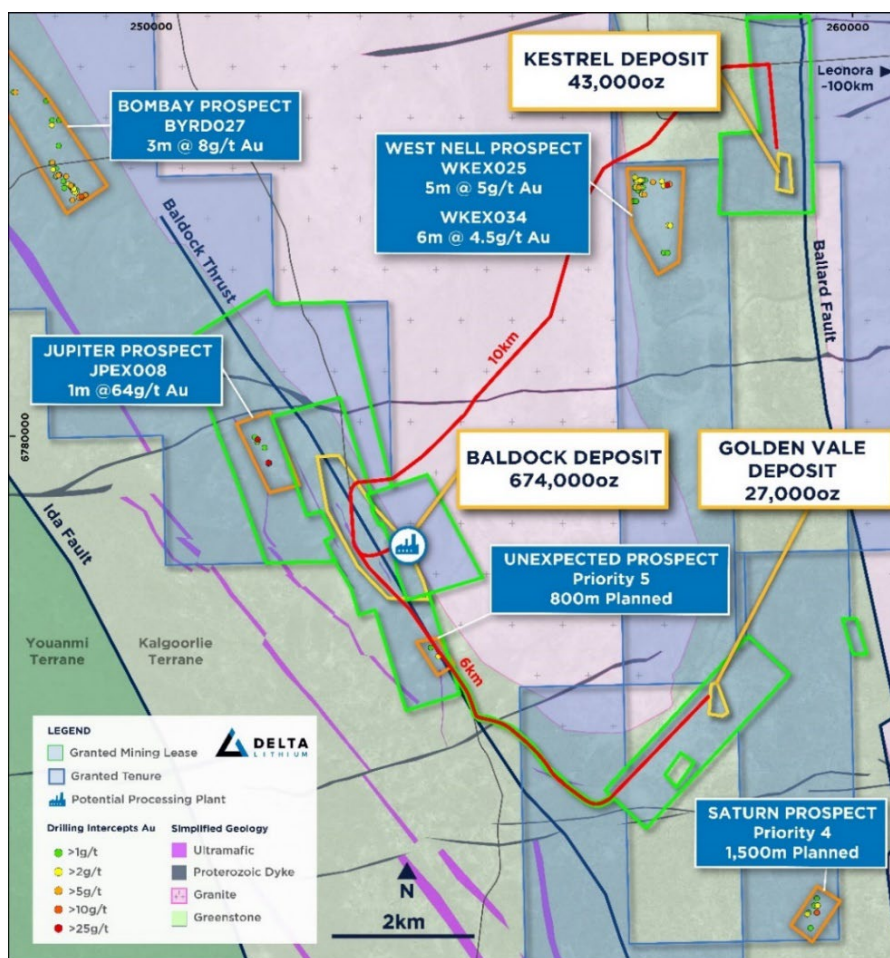 250000
260000
KESTREL DEPOSIT
43,000oz
Leonora
~100km
BOMBAY PROSPECT
BYRD027
3m @ 8g/t Au
WEST NELL PROSPECT
WKEX025
5m @ 5g/t Au
WKEX034
6m @ 4.5g/t Au
Baldock Thrust
Ballard Fault
10km
JUPITER PROSPECT
JPEX008
1m @64g/t Au
6780000
BALDOCK DEPOSIT
674,000oz
GOLDEN VALE
DEPOSIT
27,000oz
Ida Fault
UNEXPECTED PROSPECT
Priority 5
800m Planned
Youanmi
Terrane
Kalgoorlie
Terrane
6km
LEGEND
Granted Mining Lease
Granted Tenure
Potential Processing Plant
DELTA
LITHIUM
Drilling Intercepts Au
>1g/t
>2g/t
>5g/t
>10g/t
>25g/t
Simplified Geology
Ultramafic
Proterozoic Dyke
Granite
Greenstone
N
2km
SATURN PROSPECT
Priority 4
1,500m Planned